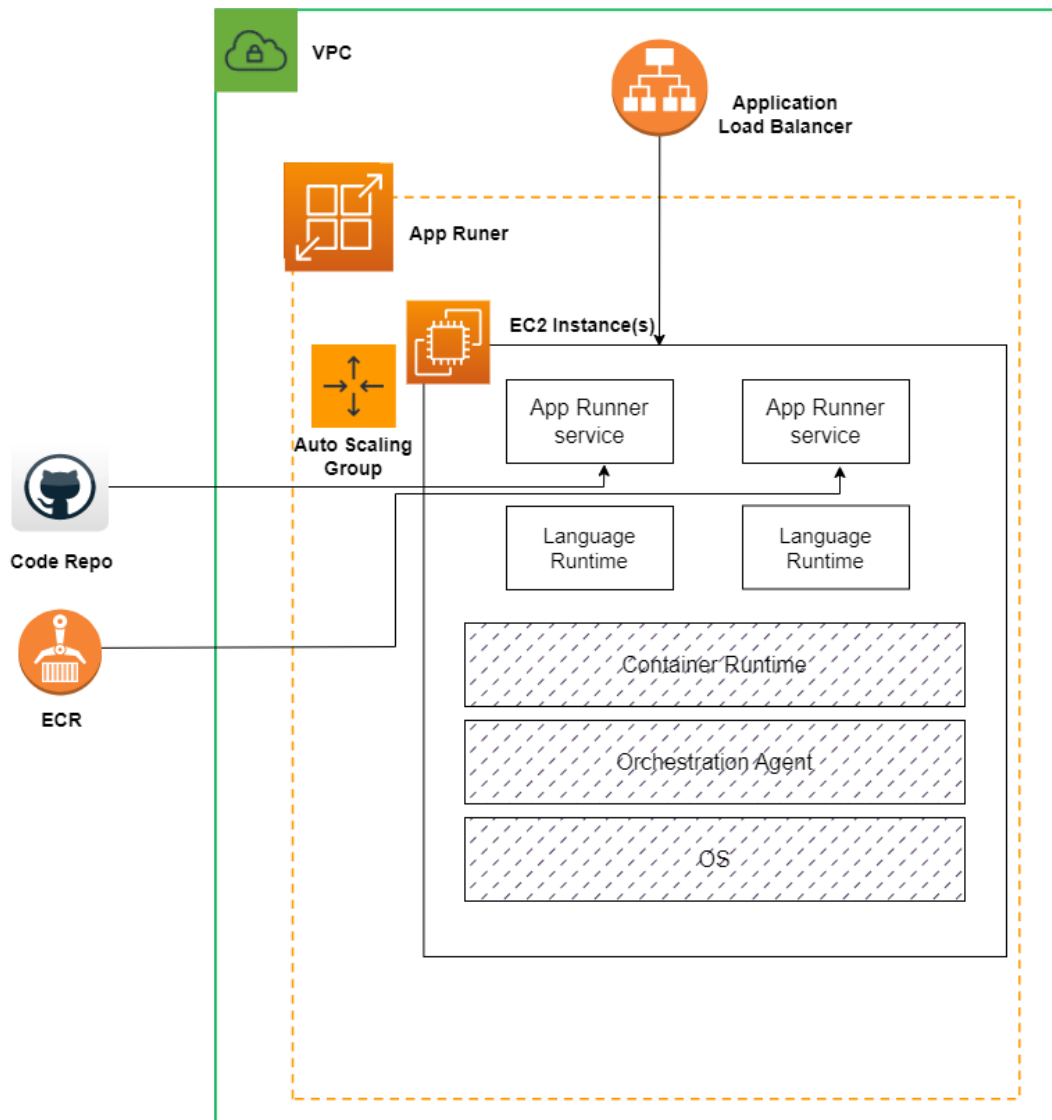 VPC
Application
Load Balancer
App Runer
EC2 Instance(s)
Auto Scaling
Group
App Runner
service
App Runner
service
Code Repo
Language
Runtime
Language
Runtime
ECR
Container Runtime
Orchestration Agent
OS